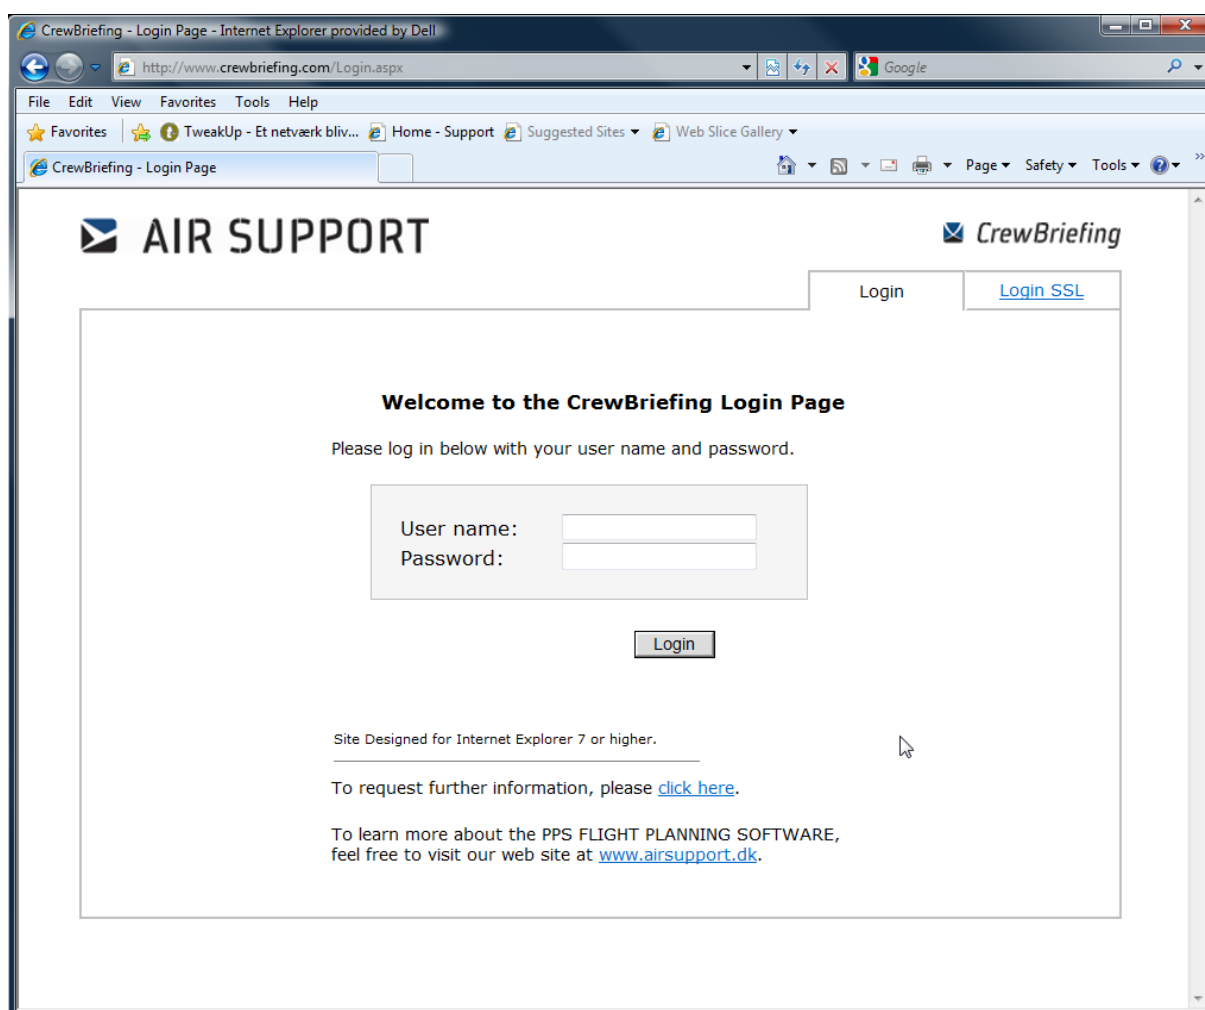 CrewBriefing - Login Page - Internet Explorer provided by Dell
http://www.crewbriefing.com/Login.aspx
Google
File Edit View Favorites Tools Help
Favorites TweakUp - Et netværk bliv... Home - Support Suggested Sites Web Slice Gallery
CrewBriefing - Login Page
Page Safety Tools
AIR SUPPORT
CrewBriefing
Login Login SSL
Welcome to the CrewBriefing Login Page
Please log in below with your user name and password.
User name:
Password:
Login
Site Designed for Internet Explorer 7 or higher.
To request further information, please click here.
To learn more about the PPS FLIGHT PLANNING SOFTWARE,
feel free to visit our web site at www.airsupport.dk.